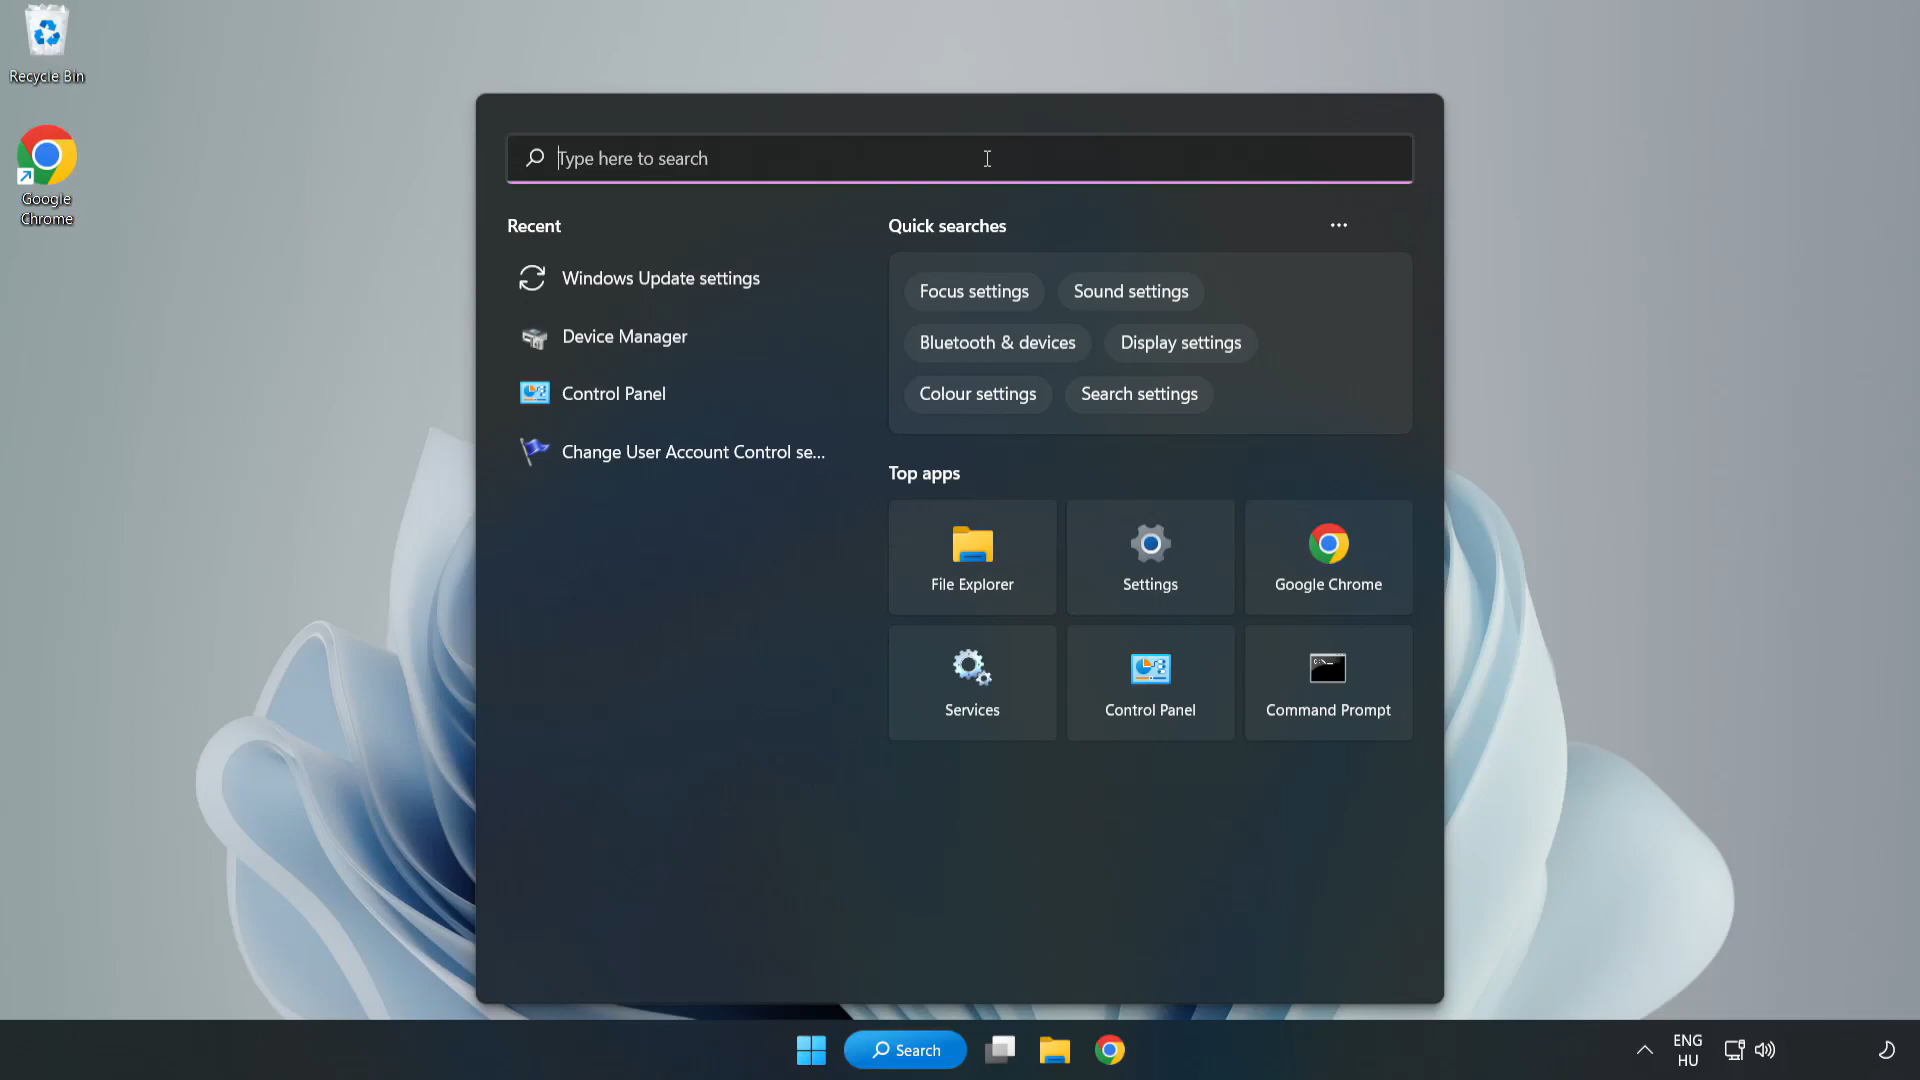 Recycle Bin
Google
Chrome
Type here to search
Recent
Windows Update settings
Device Manager
Control Panel
Change User Account Control se...
Quick searches
Focus settings
Sound settings
Bluetooth & devices
Display settings
Colour settings
Search settings
Top apps
File Explorer
Settings
Google Chrome
Services
Control Panel
Command Prompt
Search
ENG
HU